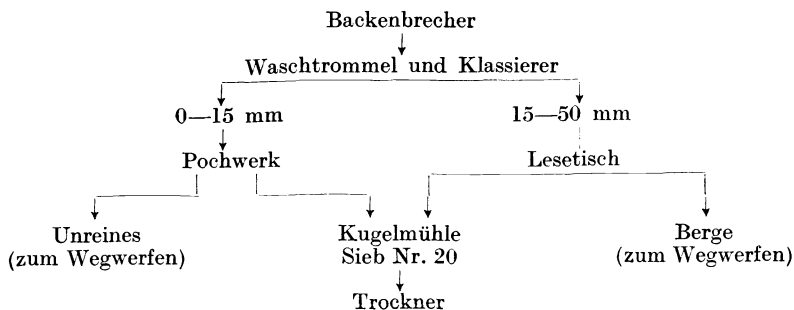 Backenbrecher
Waschtrommel und Klassierer
0—15 mm
15—50 mm
Pochwerk
Lesetisch
Unreines
(zum Wegwerfen)
Kugelmühle
Sieb Nr. 20
Berge
(zum Wegwerfen)
Trockner